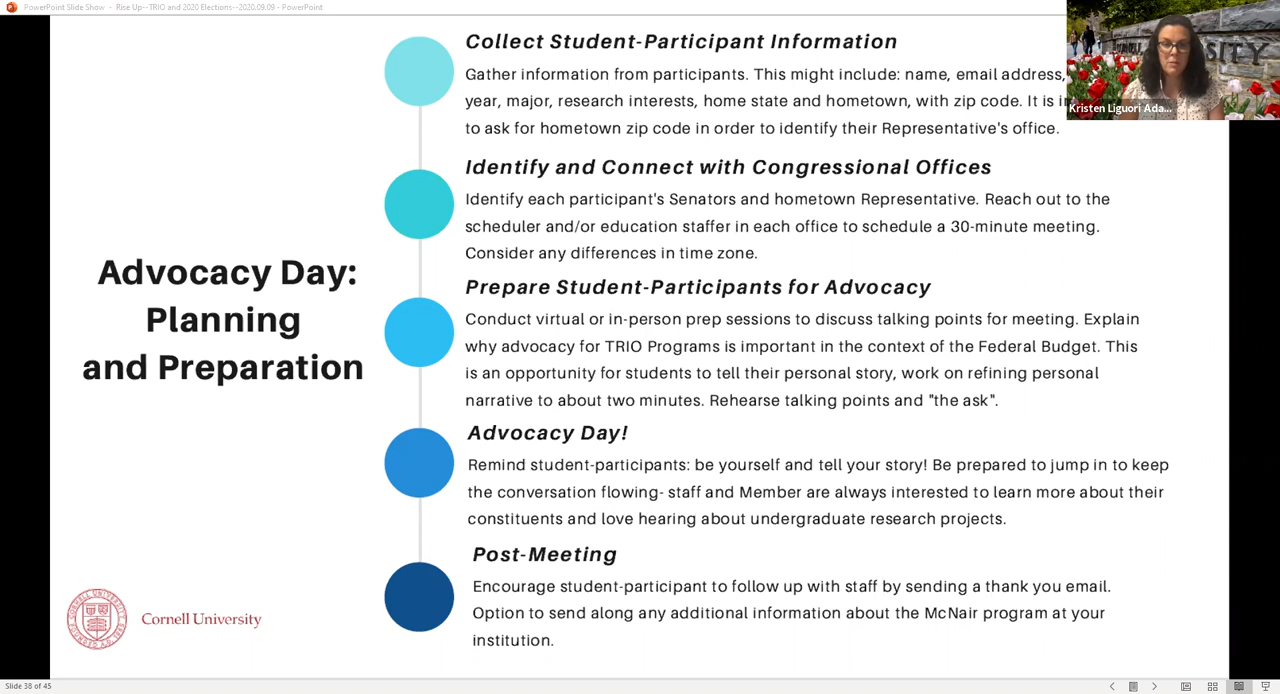 PowerPoint Slide Show - Rise Up--TRIO and 2020 Elections--2020.09.09 - PowerPoint
Collect Student-Participant Information
Gather information from participants. This might include: name, email address,
year, major, research interests, home state and hometown, with zip code. It is
to ask for hometown zip code in order to identify their Representative's office.
Kristen Liguori Ada...
Identify and Connect with Congressional Offices
Identify each participant's Senators and hometown Representative. Reach out to the
scheduler and/or education staffer in each office to schedule a 30-minute meeting.
Consider any differences in time zone.
Advocacy Day:
Planning
and Preparation
Prepare Student-Participants for Advocacy
Conduct virtual or in-person prep sessions to discuss talking points for meeting. Explain
why advocacy for TRIO Programs is important in the context of the Federal Budget. This
is an opportunity for students to tell their personal story, work on refining personal
narrative to about two minutes. Rehearse talking points and "the ask".
Advocacy Day!
Remind student-participants: be yourself and tell your story! Be prepared to jump in to keep
the conversation flowing- staff and Member are always interested to learn more about their
constituents and love hearing about undergraduate research projects.
Post-Meeting
Encourage student-participant to follow up with staff by sending a thank you email.
Option to send along any additional information about the McNair program at your
institution.
Cornell University
Slide 38 of 45